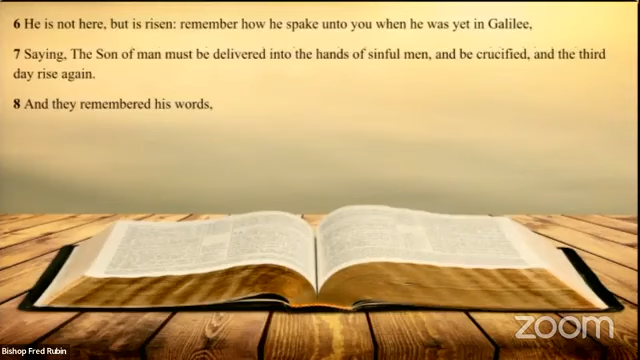 6 He is not here, but is risen: remember how he spake unto you when he was yet in Galilee,
7 Saying, The Son of man must be delivered into the hands of sinful men, and be crucified, and the third
day rise again.
8 And they remembered his words,
zoom
Bishop Fred Rubin